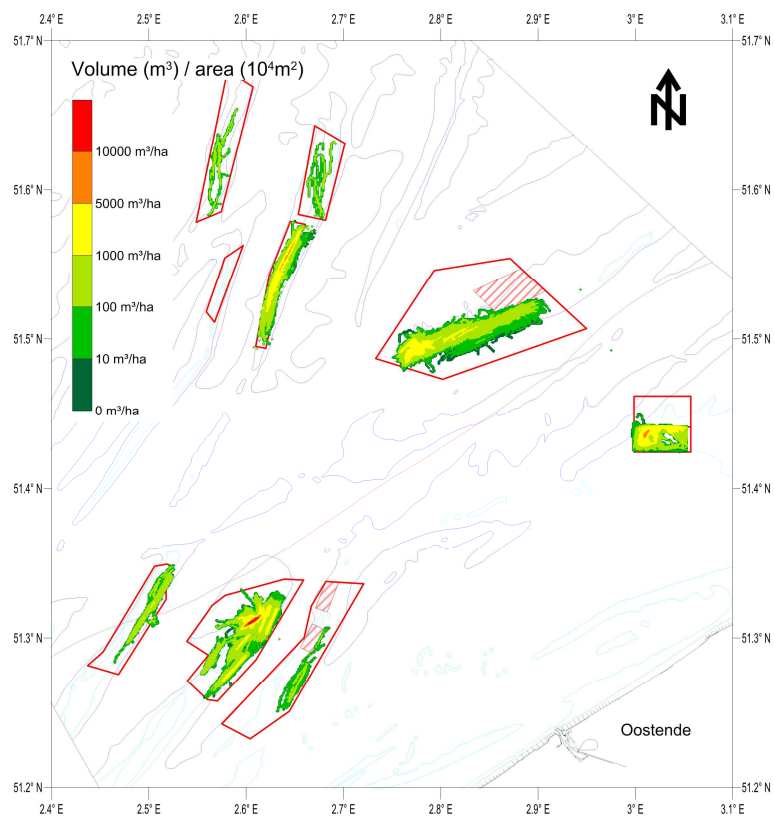 2.4° E 2.5° E 2.6° E 2.7° E 2.8° E 2.9° E 3° E 3.1° E
51.7° N 51.7° N
Volume (m³) / area (10⁴m²)
N
10000 m³/ha
51.6° N 51.6° N
5000 m³/ha
1000 m³/ha
100 m³/ha
51.5° N 51.5° N
10 m³/ha
0 m³/ha
51.4° N 51.4° N
51.3° N 51.3° N
Oostende
51.2° N 51.2° N
2.4° E 2.5° E 2.6° E 2.7° E 2.8° E 2.9° E 3° E 3.1° E